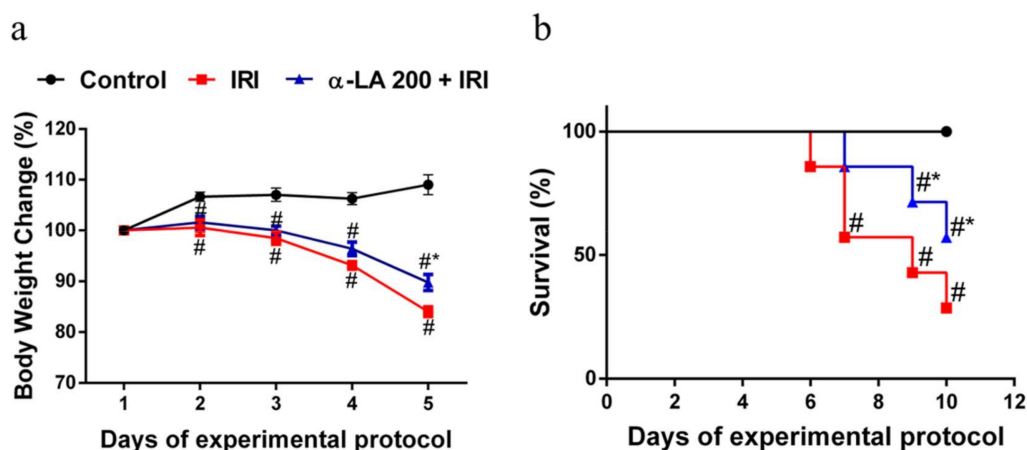 a
Control IRI α-LA 200 + IRI
Body Weight Change (%)
120
110
100
90
80
70
# # # #
# # # #
#*
#
1 2 3 4 5
Days of experimental protocol
b
Survival (%)
100
50
0
#*
#*
#
#
#
0 2 4 6 8 10 12
Days of experimental protocol